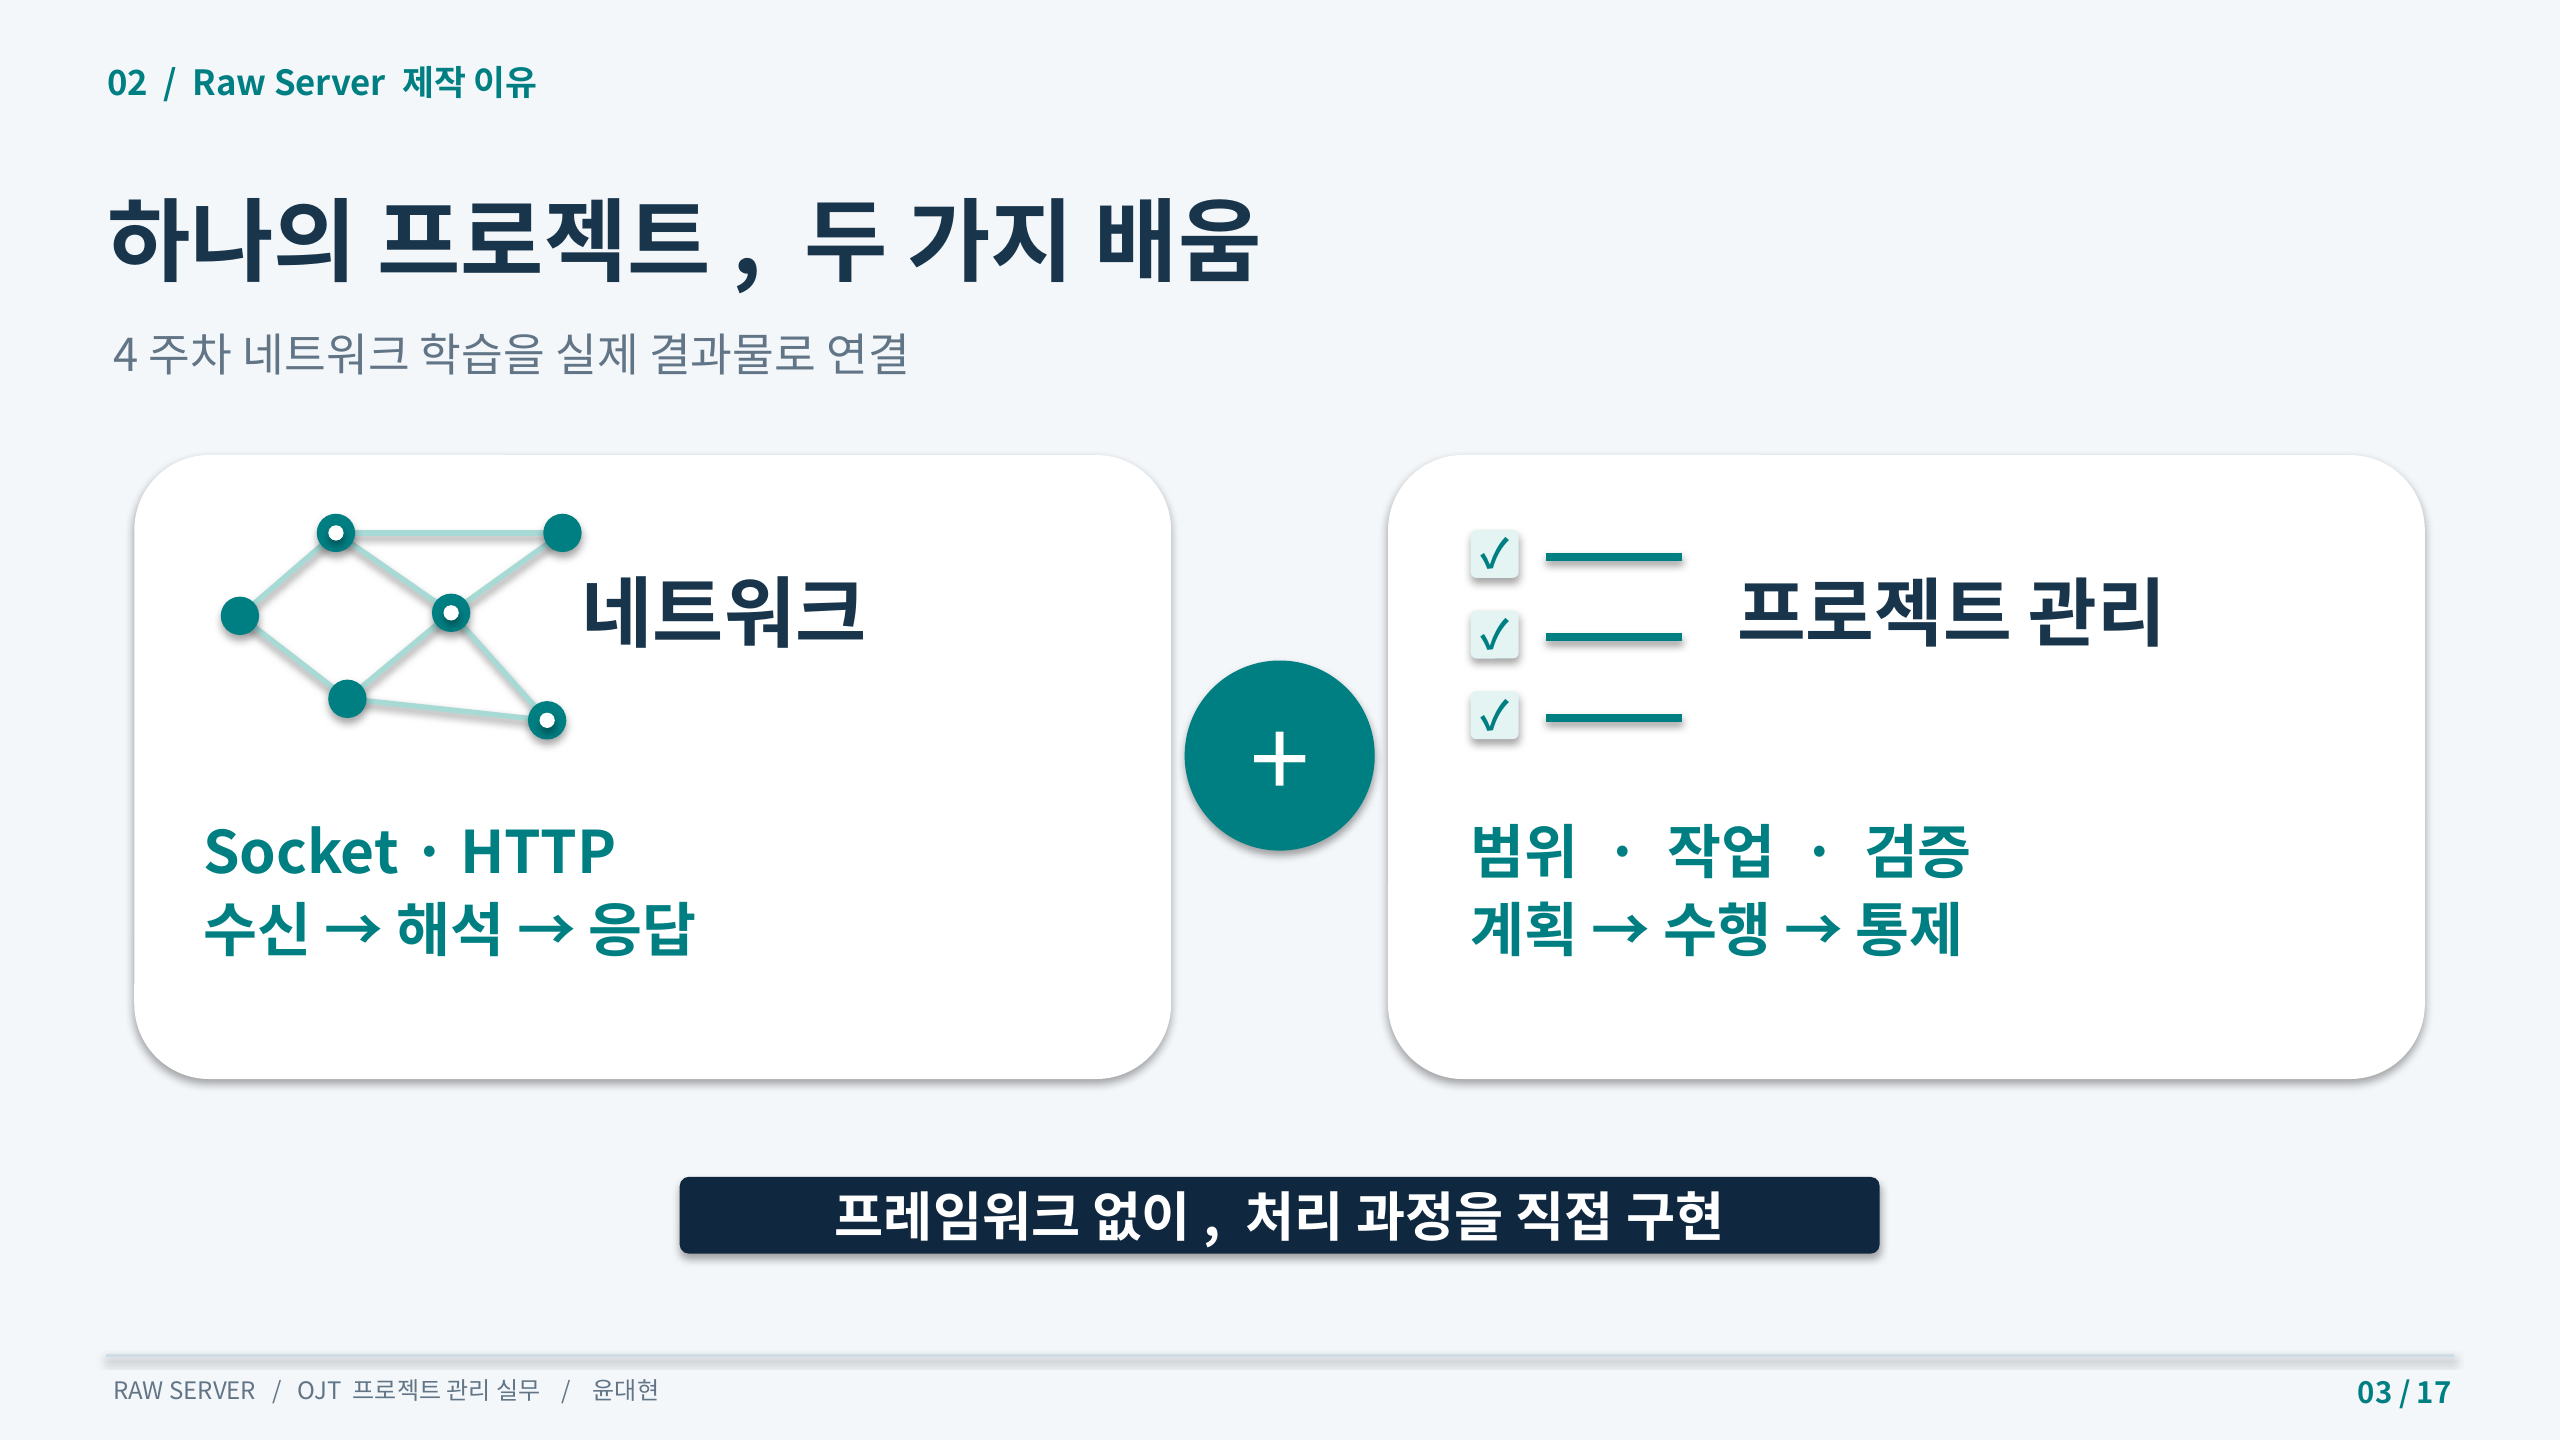 02 / Raw Server 제작 이유
하나의 프로젝트 , 두 가지 배움
4 주차 네트워크 학습을 실제 결과물로 연결
네트워크
Socket · HTTP
수신 → 해석 → 응답
+
✓
✓
✓
프로젝트 관리
범위 · 작업 · 검증
계획 → 수행 → 통제
프레임워크 없이 , 처리 과정을 직접 구현
RAW SERVER / OJT 프로젝트 관리 실무 / 윤대현
03 / 17